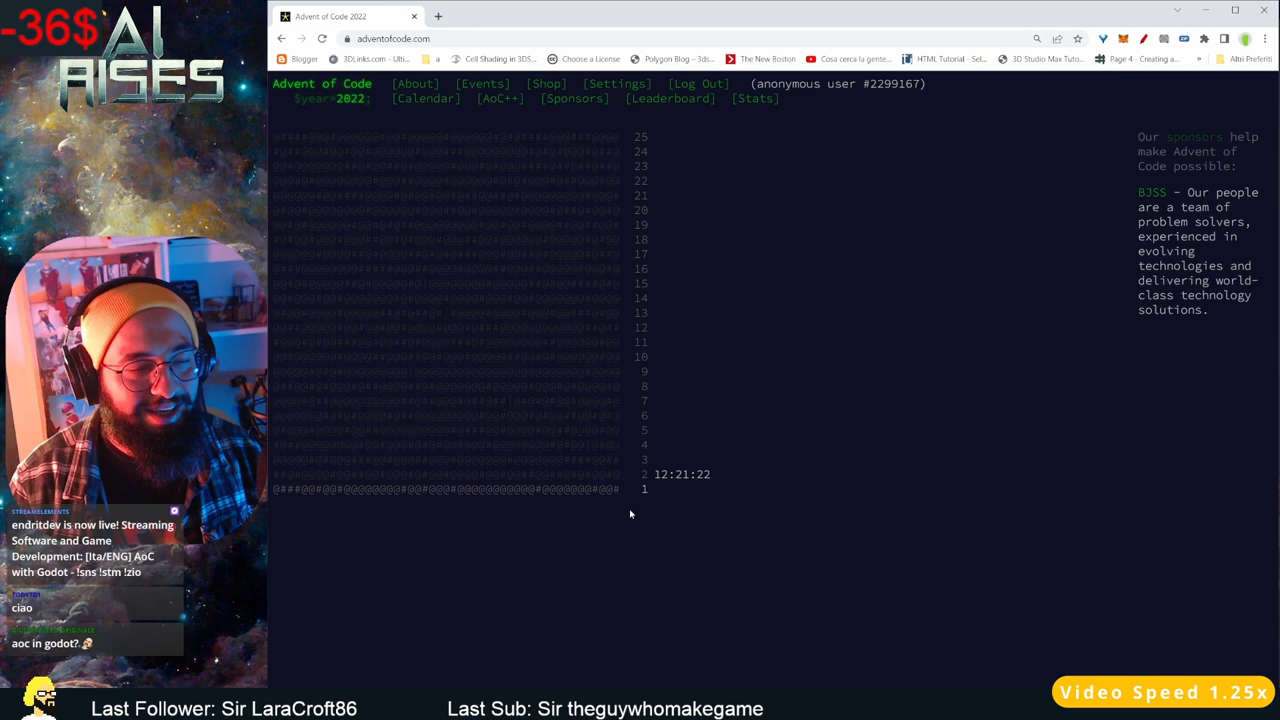 -36$
AI
RISES
Advent of Code 2022
adventofcode.com
Blogger
3DLinks.com - Ulti...
a
Cell Shading in 3DS...
Choose a License
Polygon Blog – 3ds...
The New Boston
HTML Tutorial - Sel...
3D Studio Max Tuto...
Page 4 - Creating a...
»
Altri Preferiti
Advent of Code [About] [Events] [Shop] [Settings] [Log Out] (anonymous user #2299167)
$year=2022; [Calendar] [AoC++] [Sponsors] [Leaderboard] [Stats]
25
24
23
22
21
20
19
18
17
16
15
14
13
12
11
10
9
8
7
6
5
4
3
2 12:21:22
1
Our sponsors help
make Advent of
Code possible:
BJSS - Our people
are a team of
problem solvers,
experienced in
evolving
technologies and
delivering world-
class technology
solutions.
STREAMELEMENTS
endritdev is now live! Streaming
Software and Game
Development: [Ita/ENG] AoC
with Godot - !sns !stm !zio
ciao
aoc in godot?
Last Follower: Sir LaraCroft86
Last Sub: Sir theguywhomakegame
Video Speed 1.25x